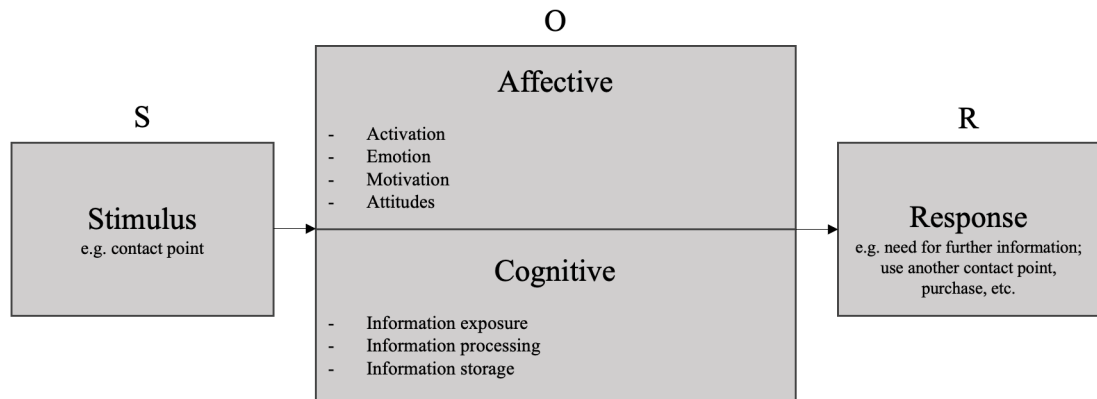 O
S
R
Stimulus
e.g. contact point
Affective
- Activation
- Emotion
- Motivation
- Attitudes
Cognitive
- Information exposure
- Information processing
- Information storage
Response
e.g. need for further information;
use another contact point,
purchase, etc.